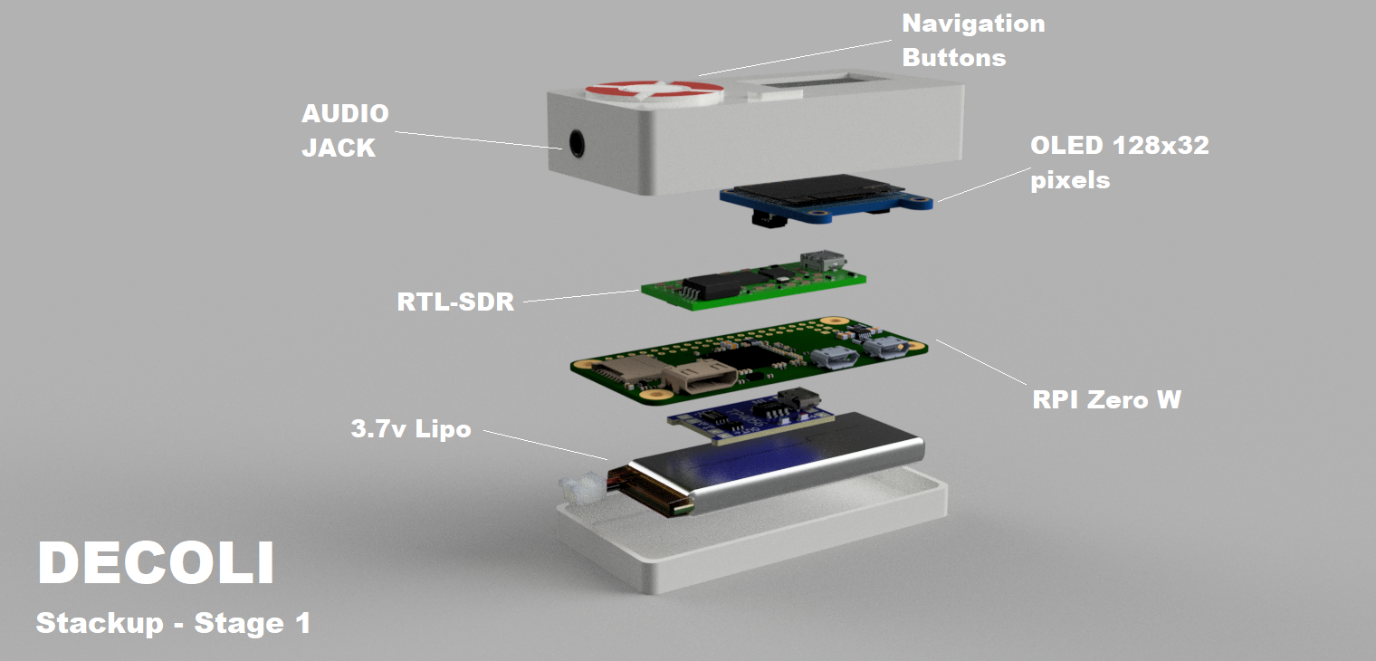 Navigation
Buttons
AUDIO
JACK
OLED 128x32
pixels
RTL-SDR
RPI Zero W
3.7v Lipo
DECOLI
Stackup - Stage 1